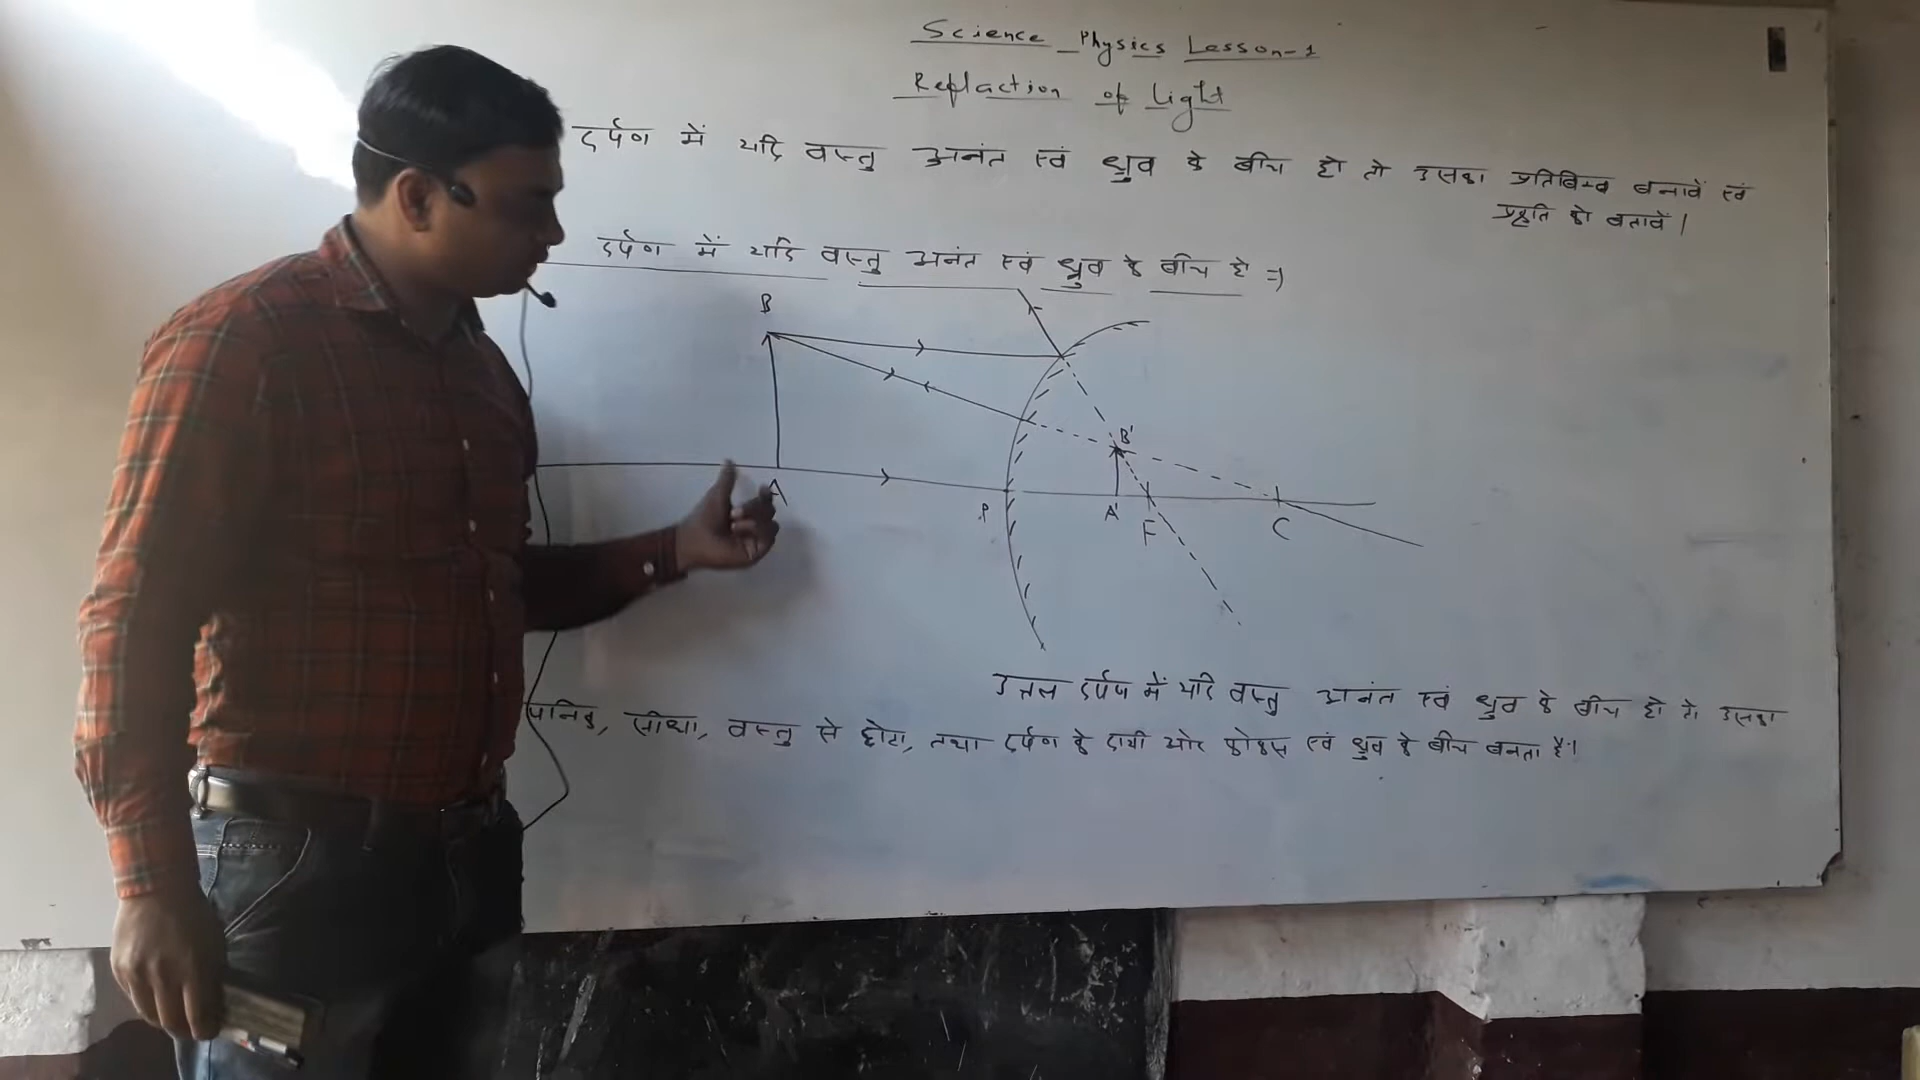 Science Physics Lesson-1
Reflaction of light
दर्पण में यदि वस्तु अनंत एवं ध्रुव के बीच हो तो उसका प्रतिबिम्ब बनावें एवं
प्रकृति को बतावें।
दर्पण में यदि वस्तु अनंत एवं ध्रुव के बीच हो =)
B
B'
A
P
A'
F
C
उत्तल दर्पण में यदि वस्तु अनंत एवं ध्रुव के बीच हो तो उसका
सीधा, वस्तु से छोटा, तथा दर्पण के दायी ओर फोकस एवं ध्रुव के बीच बनता है।